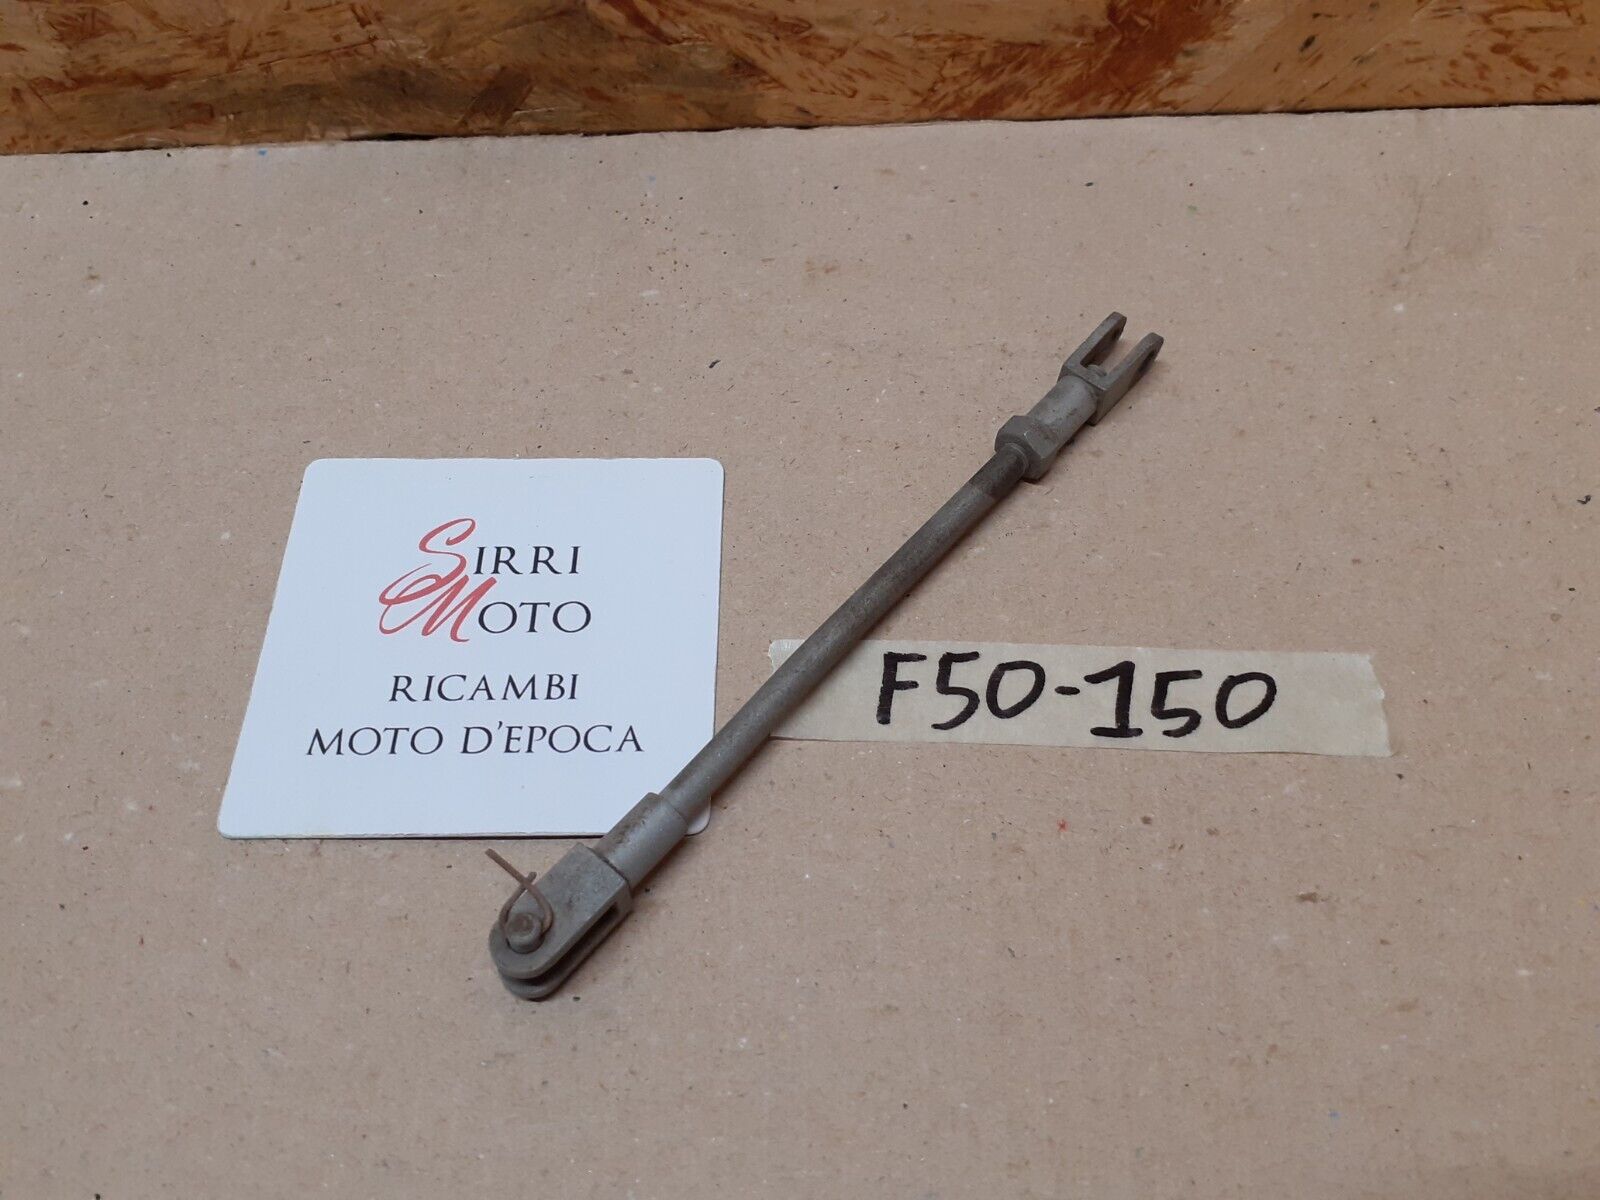 SIRRI
MOTO
RICAMBI
MOTO D'EPOCA
F50-150